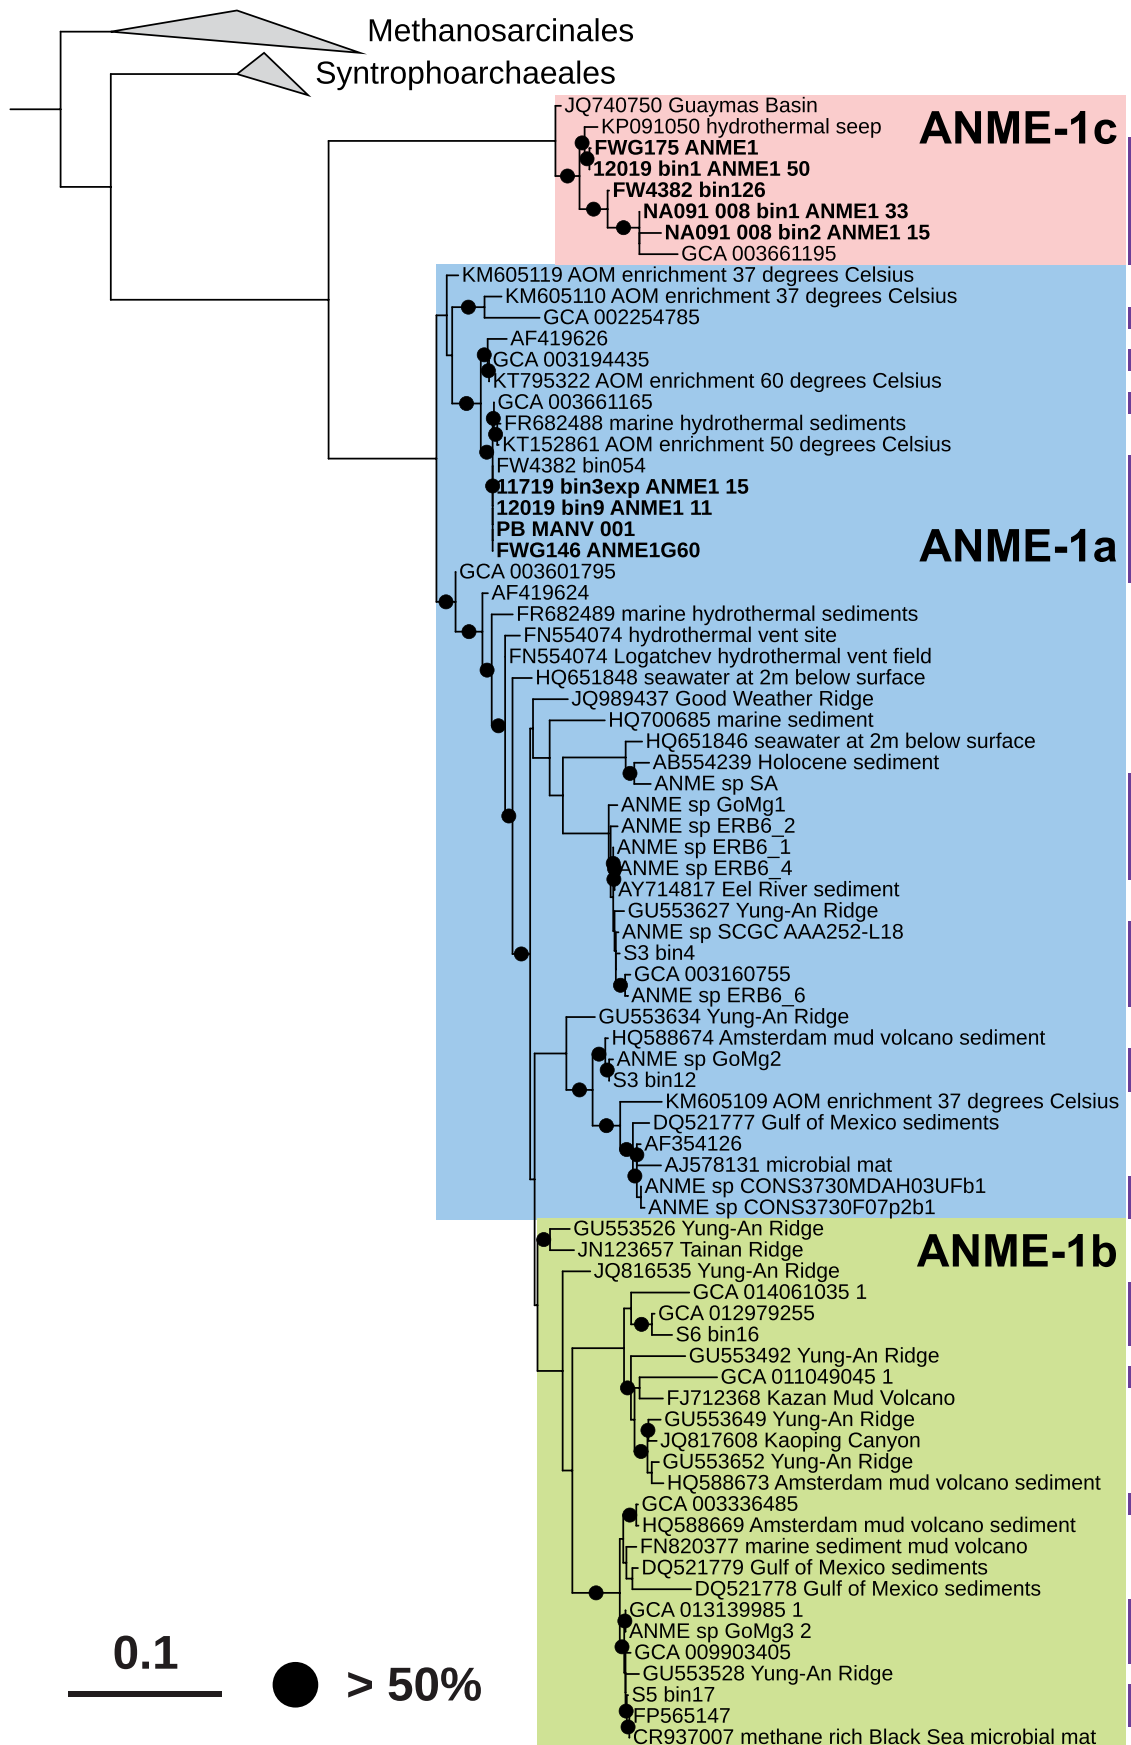 Methanosarcinales
Syntrophoarchaeales
JQ740750 Guaymas Basin
ANME-1c
KP091050 hydrothermal seep
FWG175 ANME1
12019 bin1 ANME1 50
FW4382 bin126
NA091 008 bin1 ANME1 33
NA091 008 bin2 ANME1 15
GCA 003661195
KM605119 AOM enrichment 37 degrees Celsius
KM605110 AOM enrichment 37 degrees Celsius
GCA 002254785
AF419626
GCA 003194435
KT795322 AOM enrichment 60 degrees Celsius
GCA 003661165
FR682488 marine hydrothermal sediments
KT152861 AOM enrichment 50 degrees Celsius
FW4382 bin054
11719 bin3exp ANME1 15
12019 bin9 ANME1 11
PB MANV 001
FWG146 ANME1G60
ANME-1a
GCA 003601795
AF419624
FR682489 marine hydrothermal sediments
FN554074 hydrothermal vent site
FN554074 Logatchev hydrothermal vent field
HQ651848 seawater at 2m below surface
JQ989437 Good Weather Ridge
HQ700685 marine sediment
HQ651846 seawater at 2m below surface
AB554239 Holocene sediment
ANME sp SA
ANME sp GoMg1
ANME sp ERB6_2
ANME sp ERB6_1
ANME sp ERB6_4
AY714817 Eel River sediment
GU553627 Yung-An Ridge
ANME sp SCGC AAA252-L18
S3 bin4
GCA 003160755
ANME sp ERB6_6
GU553634 Yung-An Ridge
HQ588674 Amsterdam mud volcano sediment
ANME sp GoMg2
S3 bin12
KM605109 AOM enrichment 37 degrees Celsius
DQ521777 Gulf of Mexico sediments
AF354126
AJ578131 microbial mat
ANME sp CONS3730MDAH03UFb1
ANME sp CONS3730F07p2b1
GU553526 Yung-An Ridge
JN123657 Tainan Ridge
ANME-1b
JQ816535 Yung-An Ridge
GCA 014061035 1
GCA 012979255
S6 bin16
GU553492 Yung-An Ridge
GCA 011049045 1
FJ712368 Kazan Mud Volcano
GU553649 Yung-An Ridge
JQ817608 Kaoping Canyon
GU553652 Yung-An Ridge
HQ588673 Amsterdam mud volcano sediment
GCA 003336485
HQ588669 Amsterdam mud volcano sediment
FN820377 marine sediment mud volcano
DQ521779 Gulf of Mexico sediments
DQ521778 Gulf of Mexico sediments
GCA 013139985 1
ANME sp GoMg3 2
GCA 009903405
GU553528 Yung-An Ridge
S5 bin17
FP565147
CR937007 methane rich Black Sea microbial mat
0.1
> 50%